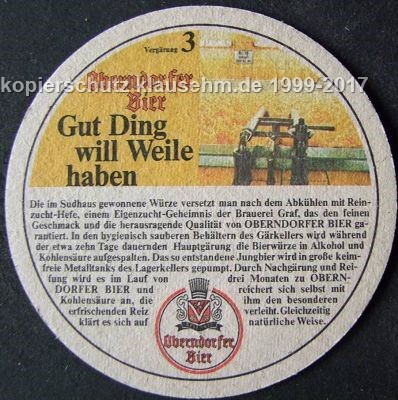 Vergärung 3
kopierschutz klausehm.de 1999-2017
Oberndorfer
Bier
Gut Ding
will Weile
haben
Die im Sudhaus gewonnene Würze versetzt man nach dem Abkühlen mit Rein-
zucht-Hefe, einem Eigenzucht-Geheimnis der Brauerei Graf, das den feinen
Geschmack und die herausragende Qualität von OBERNDORFER BIER ga-
rantiert. In den hygienisch sauberen Behältern des Gärkellers wird während
der etwa zehn Tage dauernden Hauptgärung die Bierwürze in Alkohol und
Kohlensäure aufgespalten. Das so entstandene Jungbier wird in große keim-
freie Metalltanks des Lagerkellers gepumpt. Durch Nachgärung und Rei-
fung wird es im Lauf von drei Monaten zu OBERN-
DORFER BIER und reichert sich selbst mit
Kohlensäure an, die ihm den besonderen
erfrischenden Reiz verleiht. Gleichzeitig
klärt es sich auf natürliche Weise.
Oberndorfer
Bier